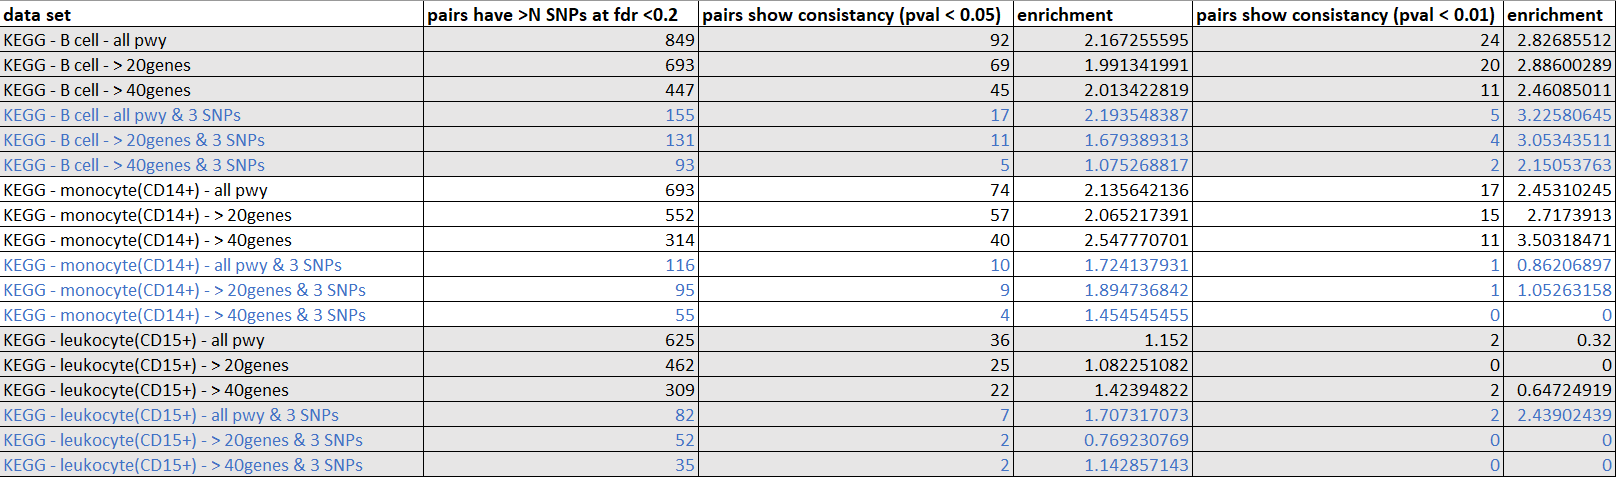 data set pairs have >N SNPs at fdr <0.2 pairs show consistancy (pval < 0.05) enrichment pairs show consistancy (pval < 0.01) enrichment
KEGG - B cell - all pwy 849 92 2.167255595 24 2.82685512
KEGG - B cell - > 20genes 693 69 1.991341991 20 2.88600289
KEGG - B cell - > 40genes 447 45 2.013422819 11 2.46085011
KEGG - B cell - all pwy & 3 SNPs 155 17 2.193548387 5 3.22580645
KEGG - B cell - > 20genes & 3 SNPs 131 11 1.679389313 4 3.05343511
KEGG - B cell - > 40genes & 3 SNPs 93 5 1.075268817 2 2.15053763
KEGG - monocyte(CD14+) - all pwy 693 74 2.135642136 17 2.45310245
KEGG - monocyte(CD14+) - > 20genes 552 57 2.065217391 15 2.7173913
KEGG - monocyte(CD14+) - > 40genes 314 40 2.547770701 11 3.50318471
KEGG - monocyte(CD14+) - all pwy & 3 SNPs 116 10 1.724137931 1 0.86206897
KEGG - monocyte(CD14+) - > 20genes & 3 SNPs 95 9 1.894736842 1 1.05263158
KEGG - monocyte(CD14+) - > 40genes & 3 SNPs 55 4 1.454545455 0 0
KEGG - leukocyte(CD15+) - all pwy 625 36 1.152 2 0.32
KEGG - leukocyte(CD15+) - > 20genes 462 25 1.082251082 0 0
KEGG - leukocyte(CD15+) - > 40genes 309 22 1.42394822 2 0.64724919
KEGG - leukocyte(CD15+) - all pwy & 3 SNPs 82 7 1.707317073 2 2.43902439
KEGG - leukocyte(CD15+) - > 20genes & 3 SNPs 52 2 0.769230769 0 0
KEGG - leukocyte(CD15+) - > 40genes & 3 SNPs 35 2 1.142857143 0 0